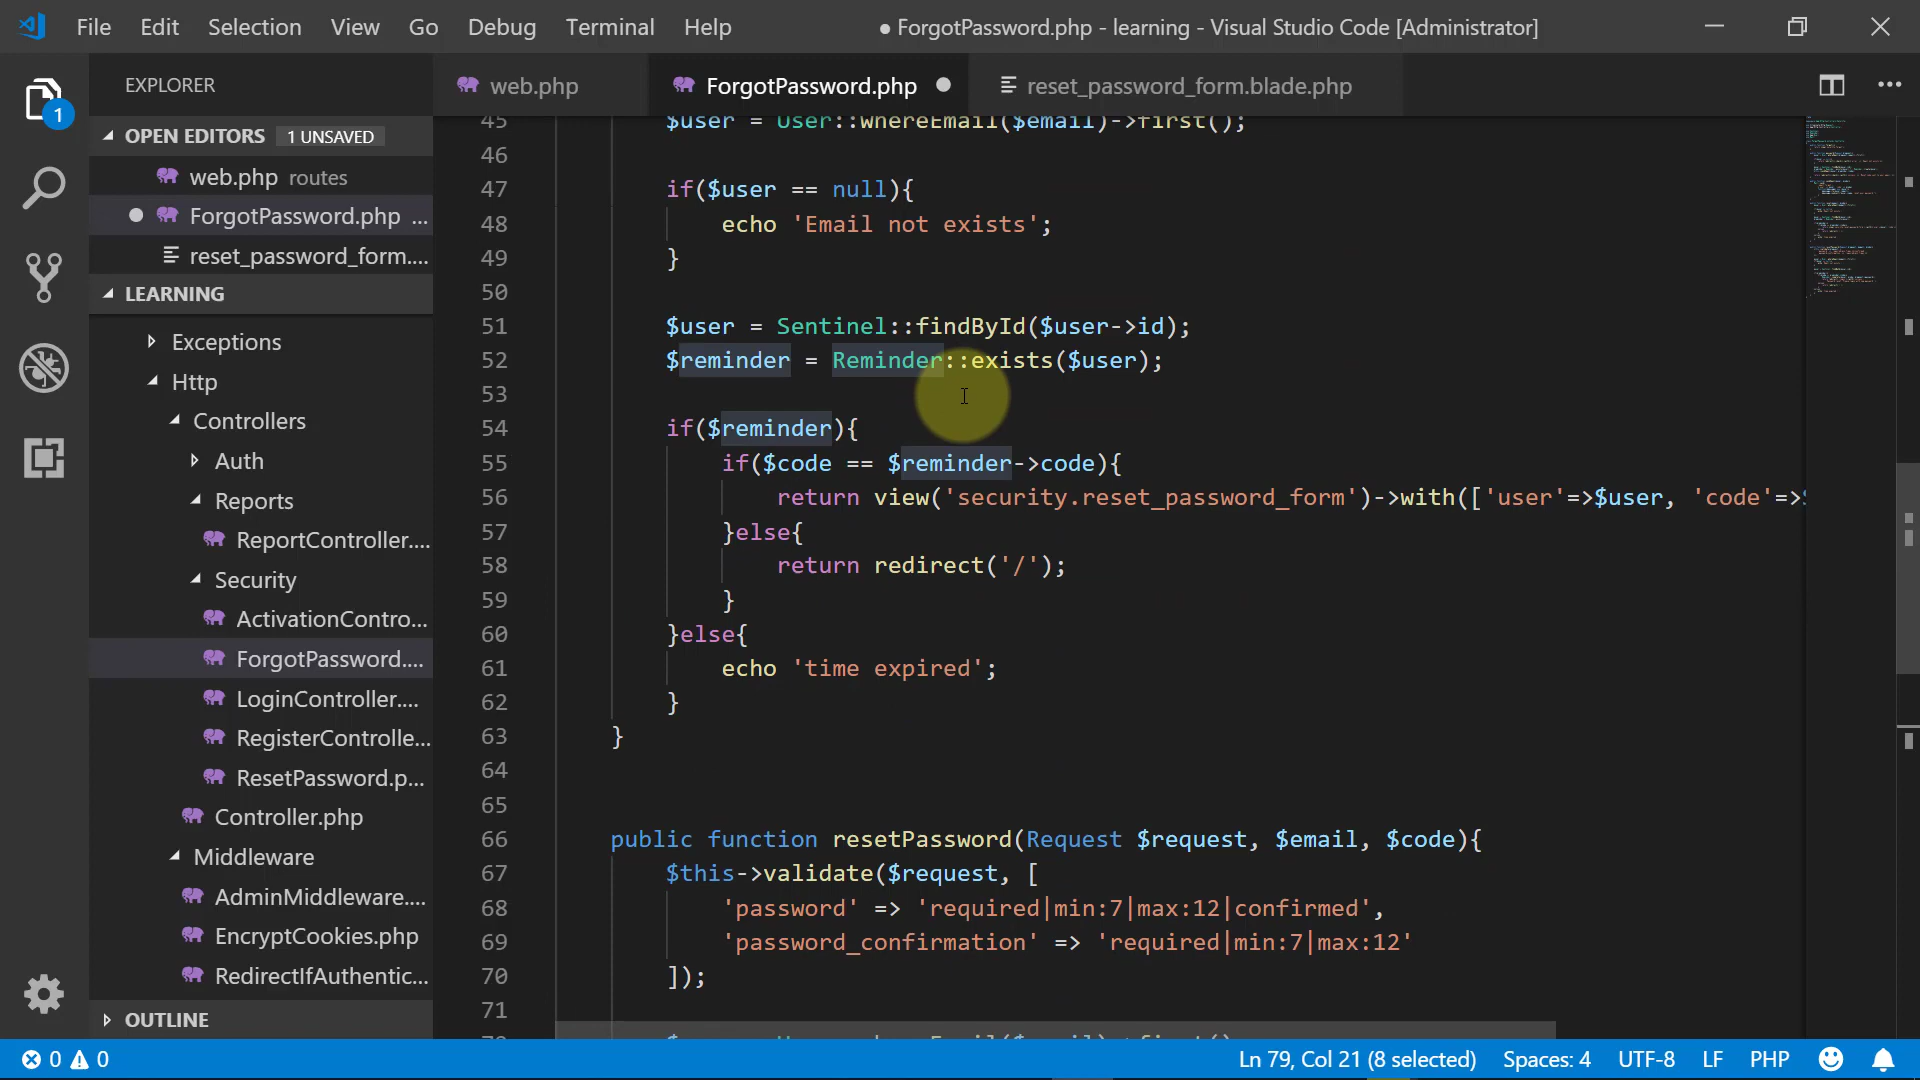 File Edit Selection View Go Debug Terminal Help ● ForgotPassword.php - learning - Visual Studio Code [Administrator]
EXPLORER
web.php ForgotPassword.php reset_password_form.blade.php
1
OPEN EDITORS 1 UNSAVED
web.php routes
ForgotPassword.php ...
reset_password_form....
LEARNING
Exceptions
Http
Controllers
Auth
Reports
ReportController....
Security
ActivationContro...
ForgotPassword....
LoginController....
RegisterControlle...
ResetPassword.p...
Controller.php
Middleware
AdminMiddleware....
EncryptCookies.php
RedirectIfAuthentic...
OUTLINE
45 $user = User::whereEmail($email)->first();
46
47 if($user == null){
48 echo 'Email not exists';
49 }
50
51 $user = Sentinel::findById($user->id);
52 $reminder = Reminder::exists($user);
53
54 if($reminder){
55 if($code == $reminder->code){
56 return view('security.reset_password_form')->with(['user'=>$user, 'code'=>$
57 }else{
58 return redirect('/');
59 }
60 }else{
61 echo 'time expired';
62 }
63 }
64
65
66 public function resetPassword(Request $request, $email, $code){
67 $this->validate($request, [
68 'password' => 'required|min:7|max:12|confirmed',
69 'password_confirmation' => 'required|min:7|max:12'
70 ]);
71
0 0 Ln 79, Col 21 (8 selected) Spaces: 4 UTF-8 LF PHP